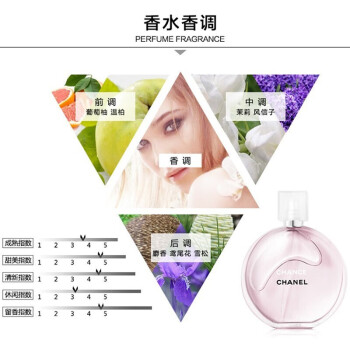 香水香调
PERFUME FRAGRANCE
前 调
葡萄柚 温柏
中 调
茉莉 风信子
香 调
后 调
麝香 鸢尾花 雪松
成熟指数 1 2 3 4 5
甜美指数 1 2 3 4 5
清新指数 1 2 3 4 5
休闲指数 1 2 3 4 5
留香指数 1 2 3 4 5
CHANCE
CHANEL